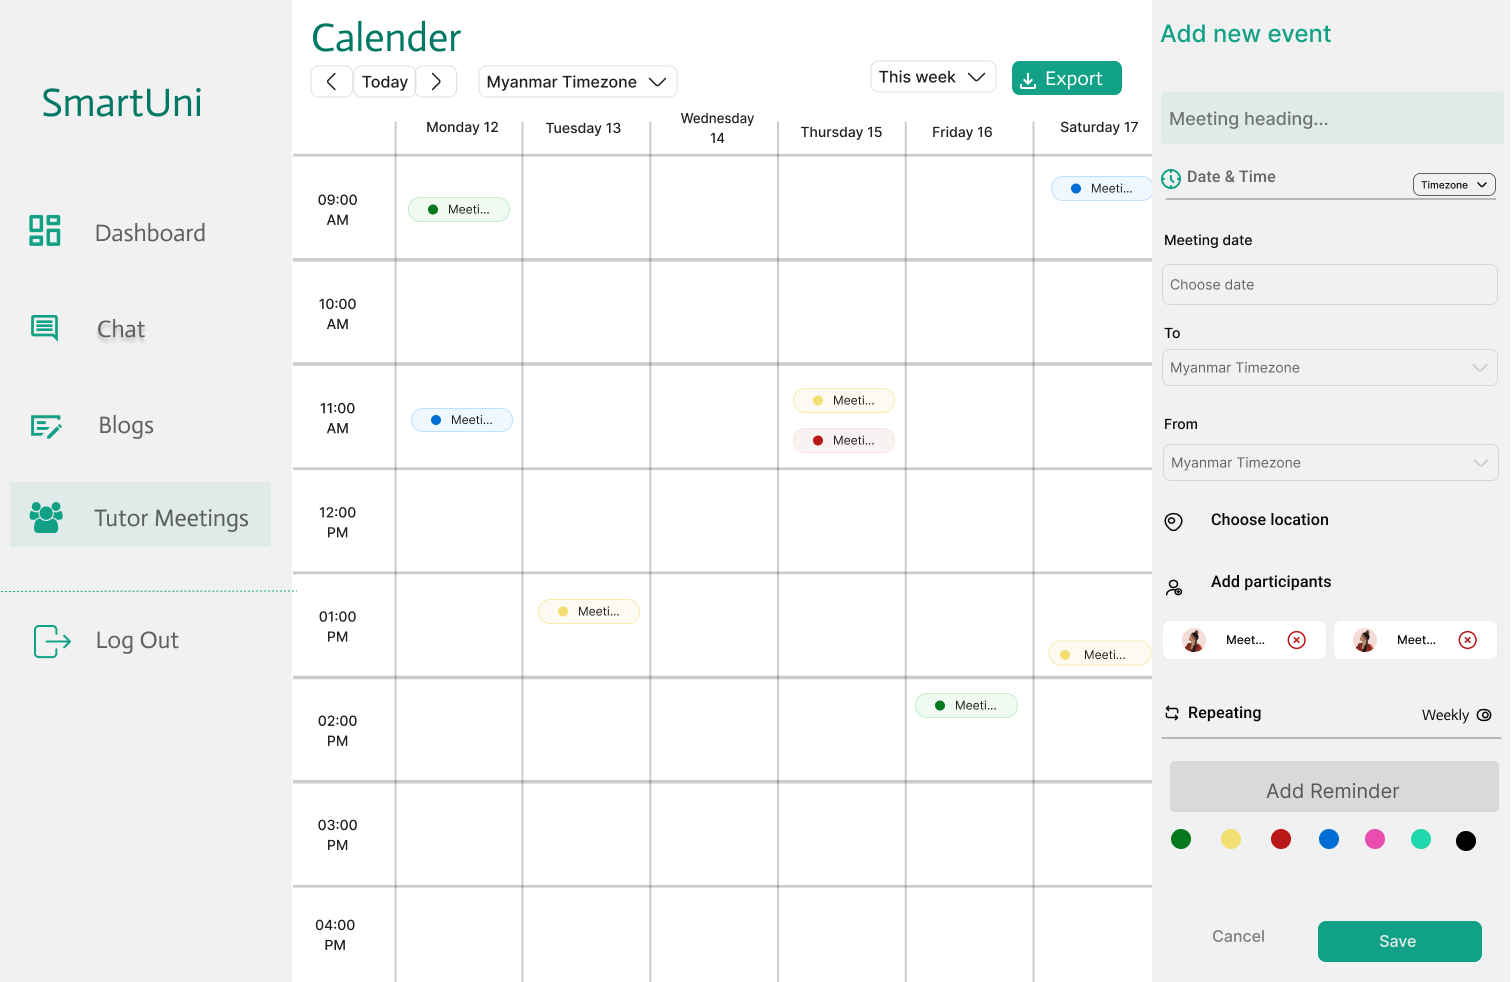 SmartUni
Dashboard
Chat
Blogs
Tutor Meetings
Log Out
Calender
Today
Myanmar Timezone
This week
Export
Monday 12
Tuesday 13
Wednesday
14
Thursday 15
Friday 16
Saturday 17
09:00
AM
Meeti...
Meeti...
10:00
AM
11:00
AM
Meeti...
Meeti...
Meeti...
12:00
PM
01:00
PM
Meeti...
Meeti...
02:00
PM
Meeti...
03:00
PM
04:00
PM
Add new event
Meeting heading...
Date & Time
Timezone
Meeting date
Choose date
To
Myanmar Timezone
From
Myanmar Timezone
Choose location
Add participants
Meet...
Meet...
Repeating
Weekly
Add Reminder
Cancel
Save